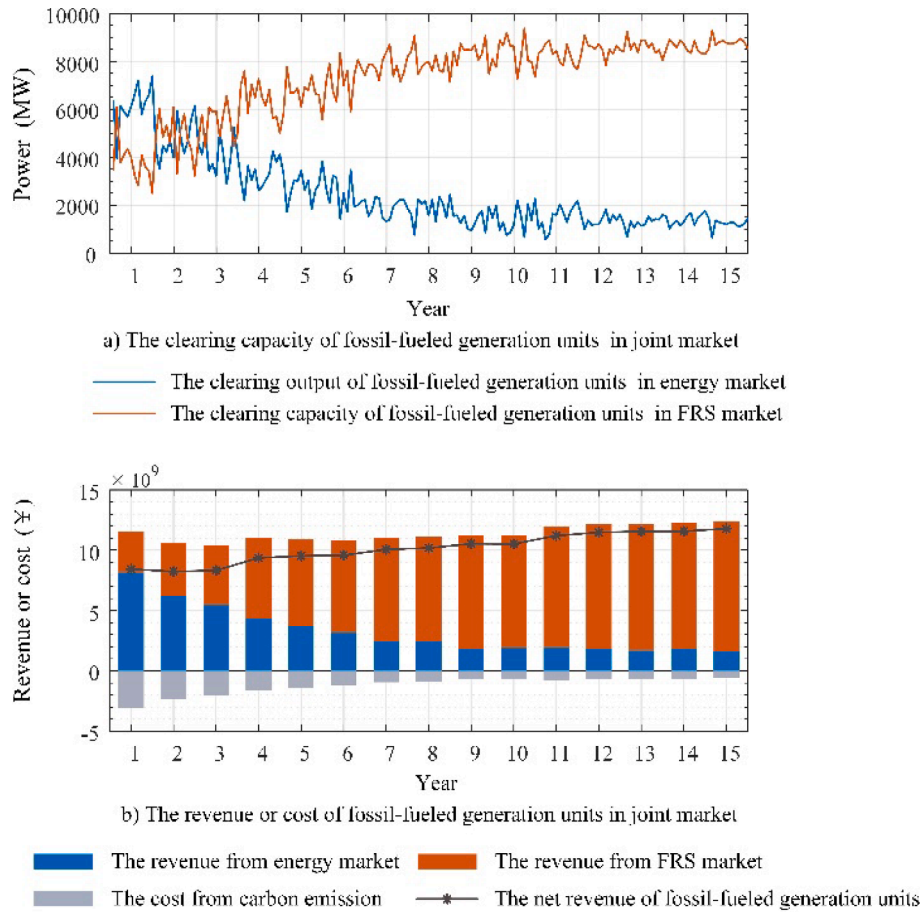 10000
8000
6000
4000
2000
0
Power (MW)
1 2 3 4 5 6 7 8 9 10 11 12 13 14 15
Year
a) The clearing capacity of fossil-fueled generation units in joint market
The clearing output of fossil-fueled generation units in energy market
The clearing capacity of fossil-fueled generation units in FRS market
× 10^9
15
10
5
0
-5
Revenue or cost (¥)
1 2 3 4 5 6 7 8 9 10 11 12 13 14 15
Year
b) The revenue or cost of fossil-fueled generation units in joint market
The revenue from energy market The revenue from FRS market
The cost from carbon emission The net revenue of fossil-fueled generation units